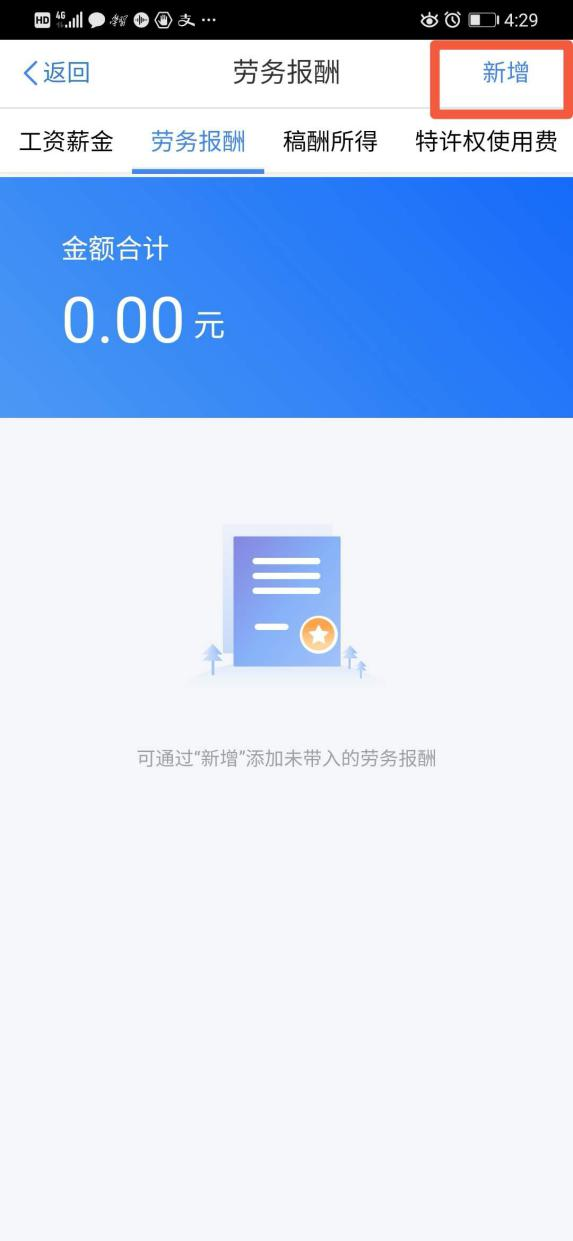 HD 4G 4:29
返回 劳务报酬 新增
工资薪金 劳务报酬 稿酬所得 特许权使用费
金额合计
0.00 元
可通过“新增”添加未带入的劳务报酬